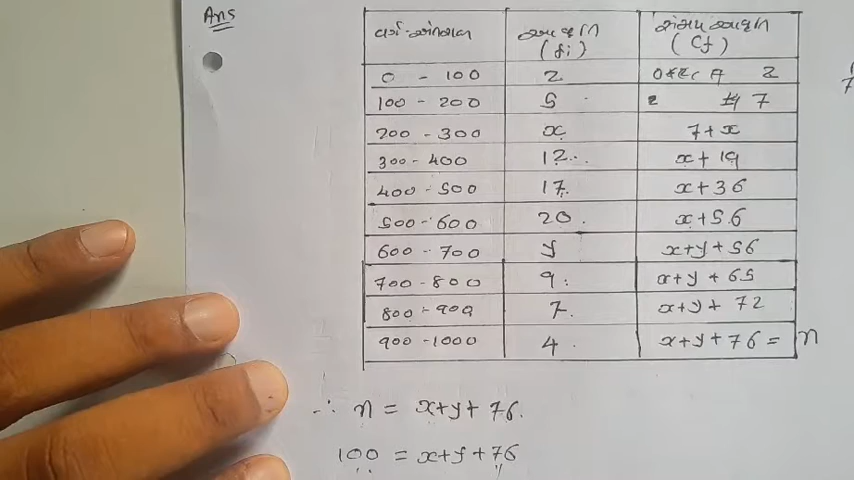 Ans
વર્ગ-અંતરાલ આવૃત્તિ (fi) સંચયી આવૃત્તિ (Cf)
0 - 100 2 2
100 - 200 5 7
200 - 300 x 7+x
300 - 400 12 x+19
400 - 500 17 x+36
500 - 600 20 x+56
600 - 700 y x+y+56
700 - 800 9 x+y+65
800 - 900 7 x+y+72
900 - 1000 4 x+y+76 = n
∴ n = x+y+76.
100 = x+y+76